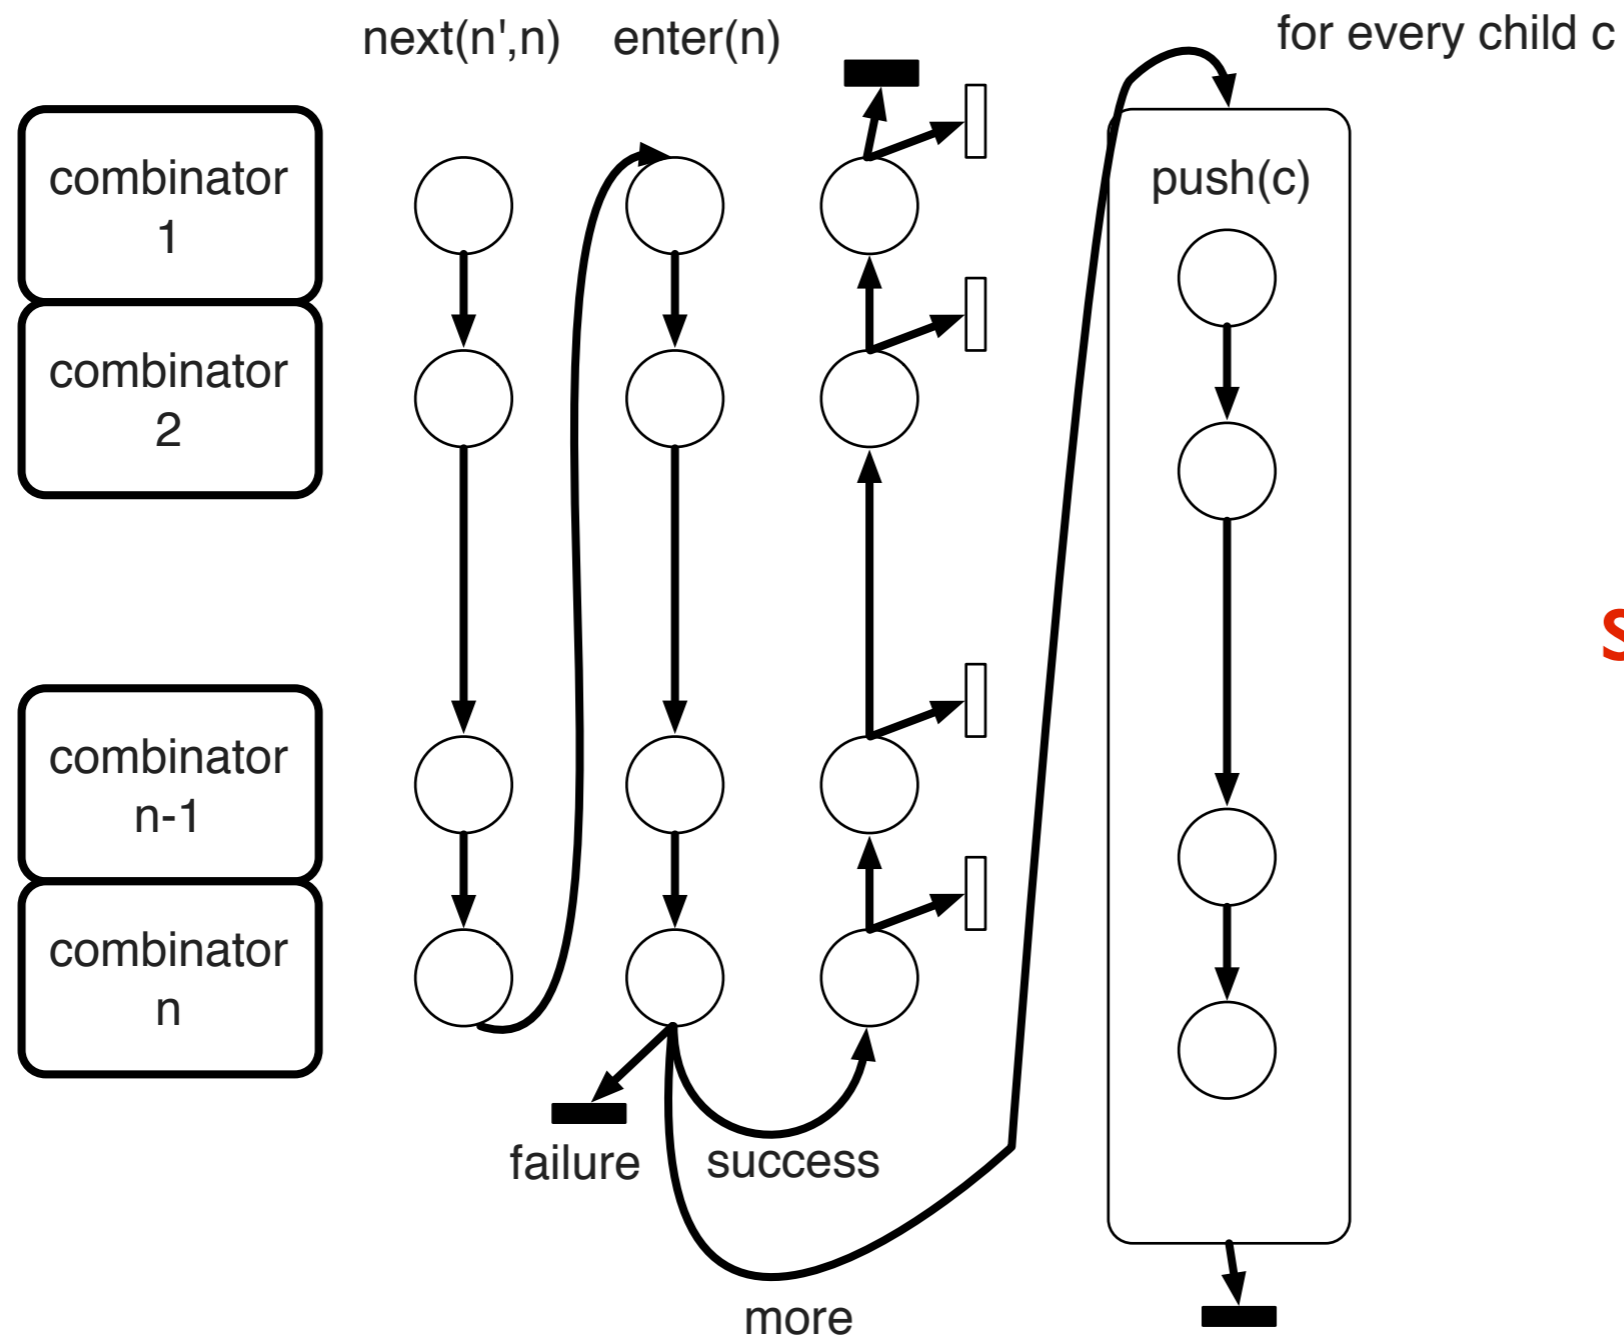 next(n',n)
enter(n)
for every child c
combinator
1
push(c)
combinator
2
combinator
n-1
combinator
n
failure
success
more